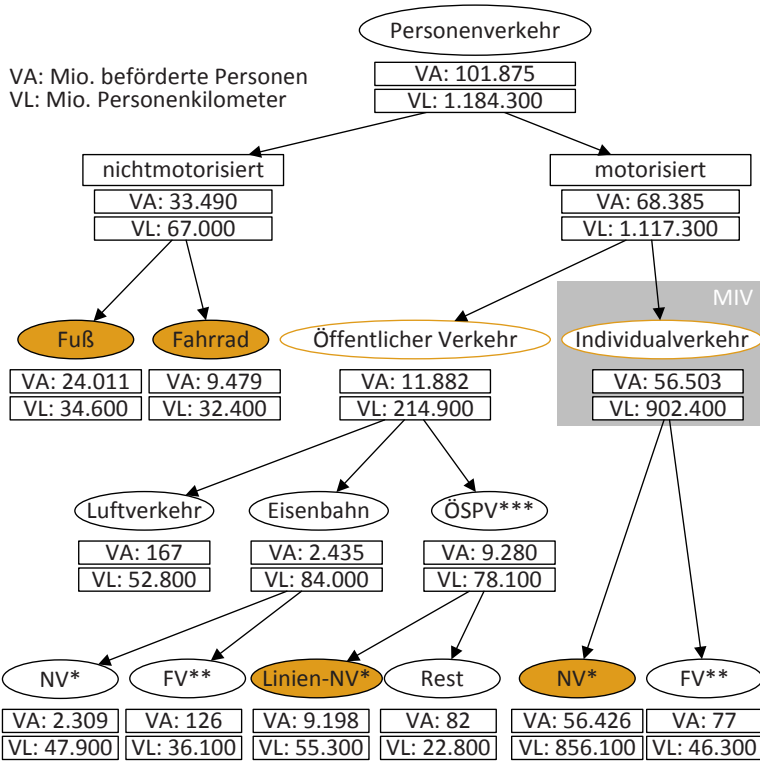 Personenverkehr
VA: Mio. beförderte Personen
VL: Mio. Personenkilometer
VA: 101.875
VL: 1.184.300
nichtmotorisiert
VA: 33.490
VL: 67.000
motorisiert
VA: 68.385
VL: 1.117.300
MIV
Fuß
VA: 24.011
VL: 34.600
Fahrrad
VA: 9.479
VL: 32.400
Öffentlicher Verkehr
VA: 11.882
VL: 214.900
Individualverkehr
VA: 56.503
VL: 902.400
Luftverkehr
VA: 167
VL: 52.800
Eisenbahn
VA: 2.435
VL: 84.000
ÖSPV***
VA: 9.280
VL: 78.100
NV*
VA: 2.309
VL: 47.900
FV**
VA: 126
VL: 36.100
Linien-NV*
VA: 9.198
VL: 55.300
Rest
VA: 82
VL: 22.800
NV*
VA: 56.426
VL: 856.100
FV**
VA: 77
VL: 46.300